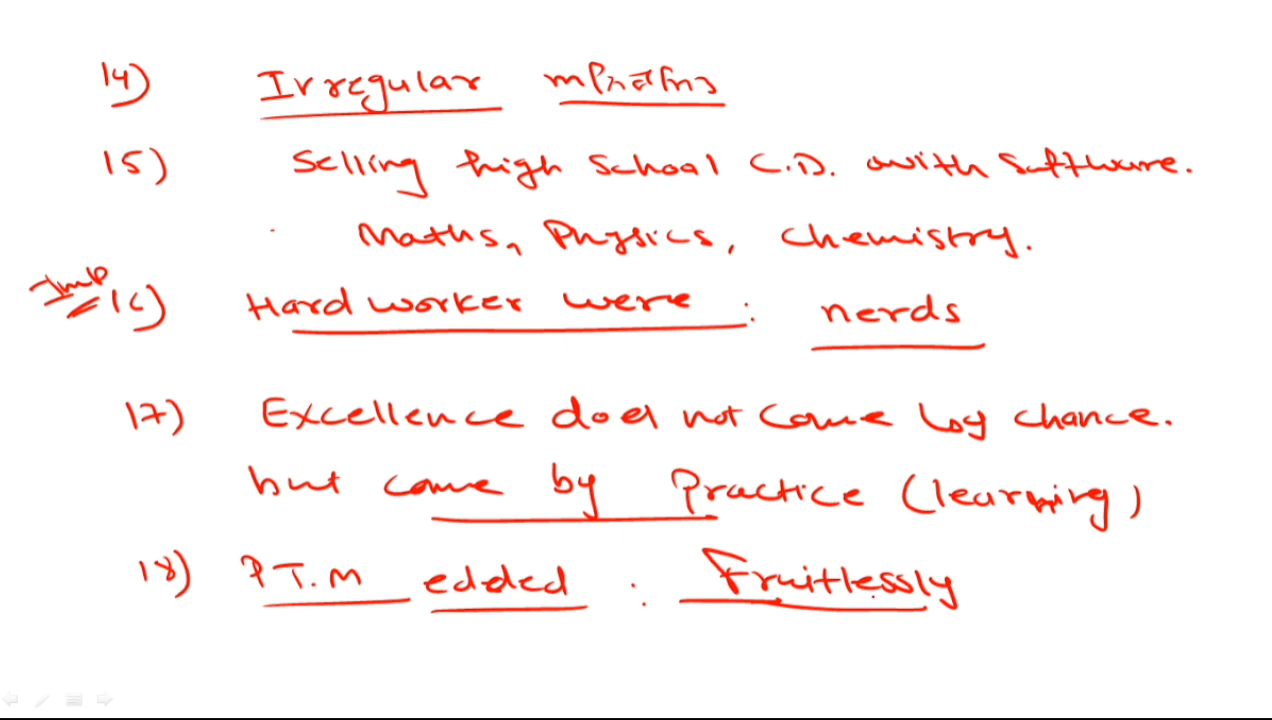 14) Irregular
15) Selling high School C.D. with Software.
Maths, Physics, Chemistry.
Imp 16) Hard worker were : nerds
17) Excellence does not come by chance.
but come by Practice (learning)
18) P T.M edded : Fruitlessly